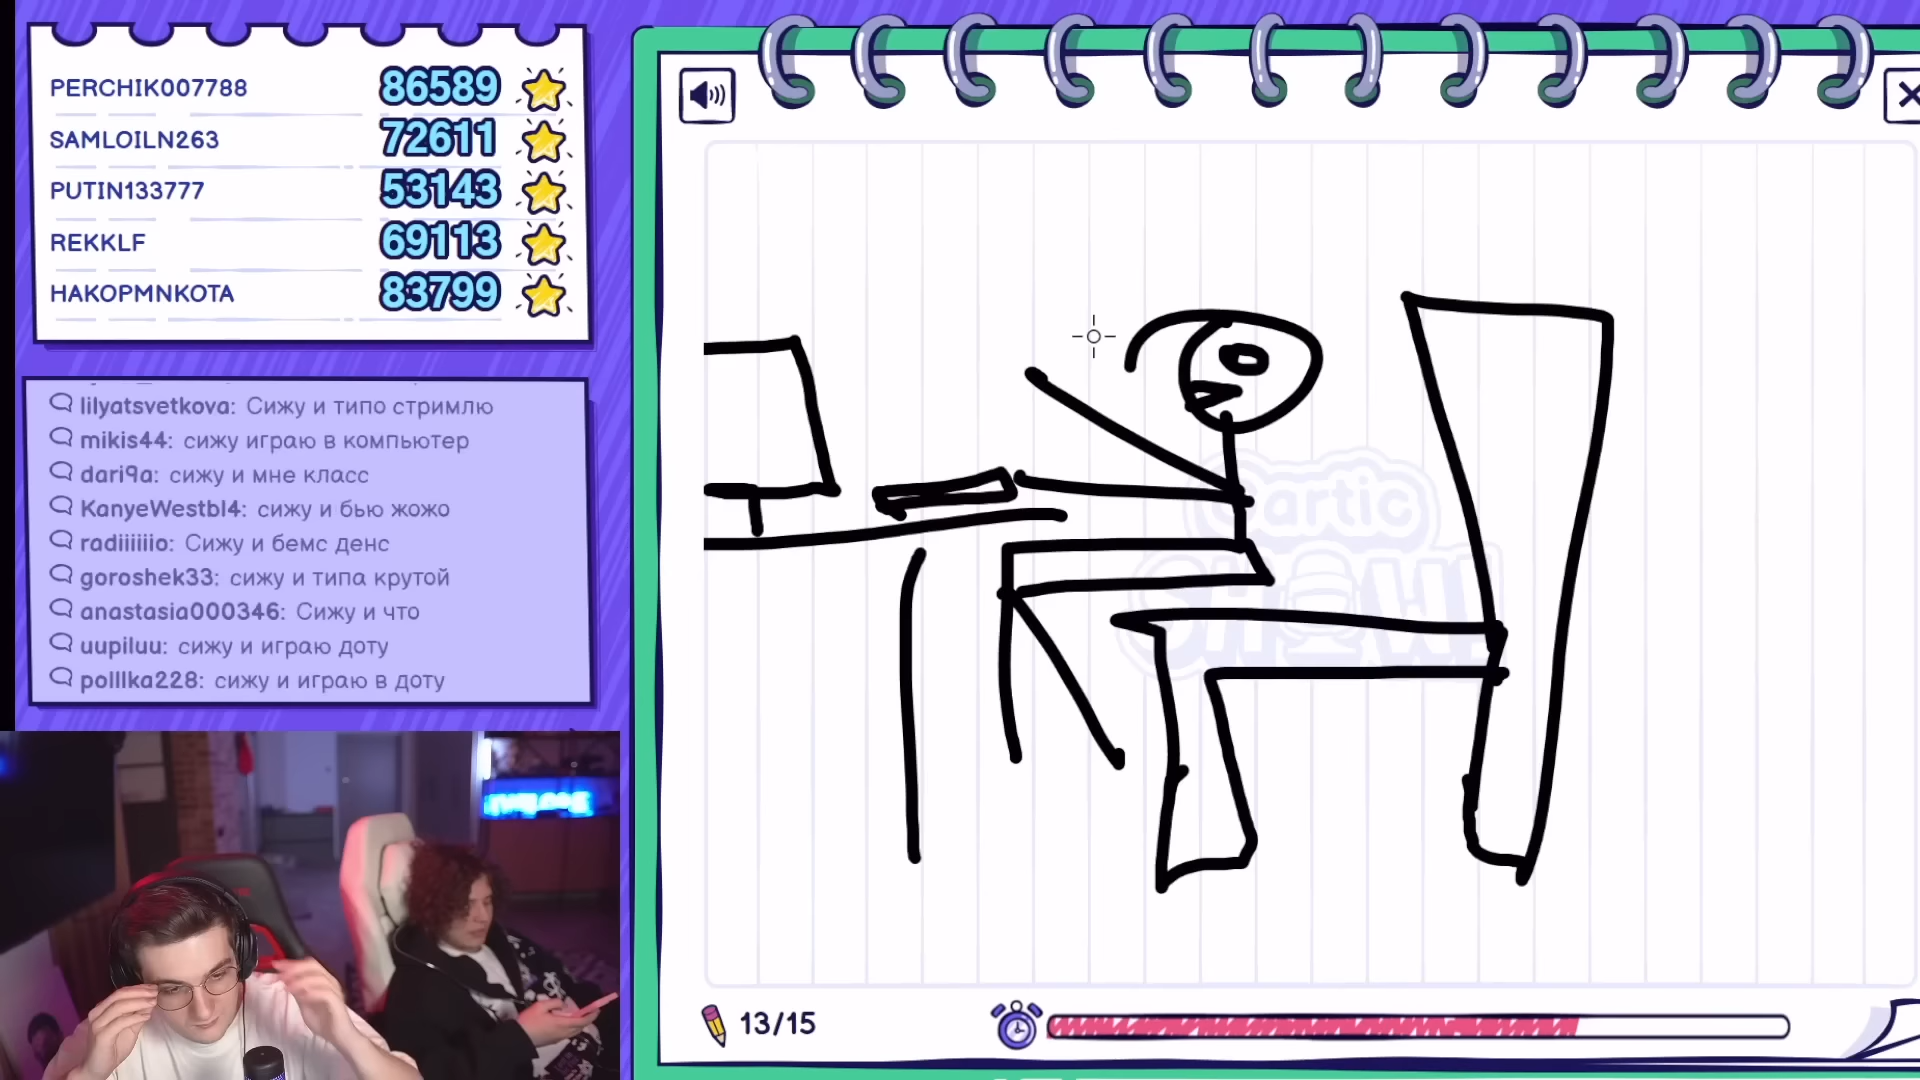 PERCHIK007788 86589
SAMLOILN263 72611
PUTIN133777 53143
REKKLF 69113
HAKOPMNKOTA 83799
lilyatsvetkova: Сижу и типо стримлю
mikis44: сижу играю в компьютер
dari9a: сижу и мне класс
KanyeWestbl4: сижу и бью жожо
radiiiiiio: Сижу и бемс денс
goroshek33: сижу и типа крутой
anastasia000346: Сижу и что
uupiluu: сижу и играю доту
polllka228: сижу и играю в доту
Gartic
SHOW!
13/15